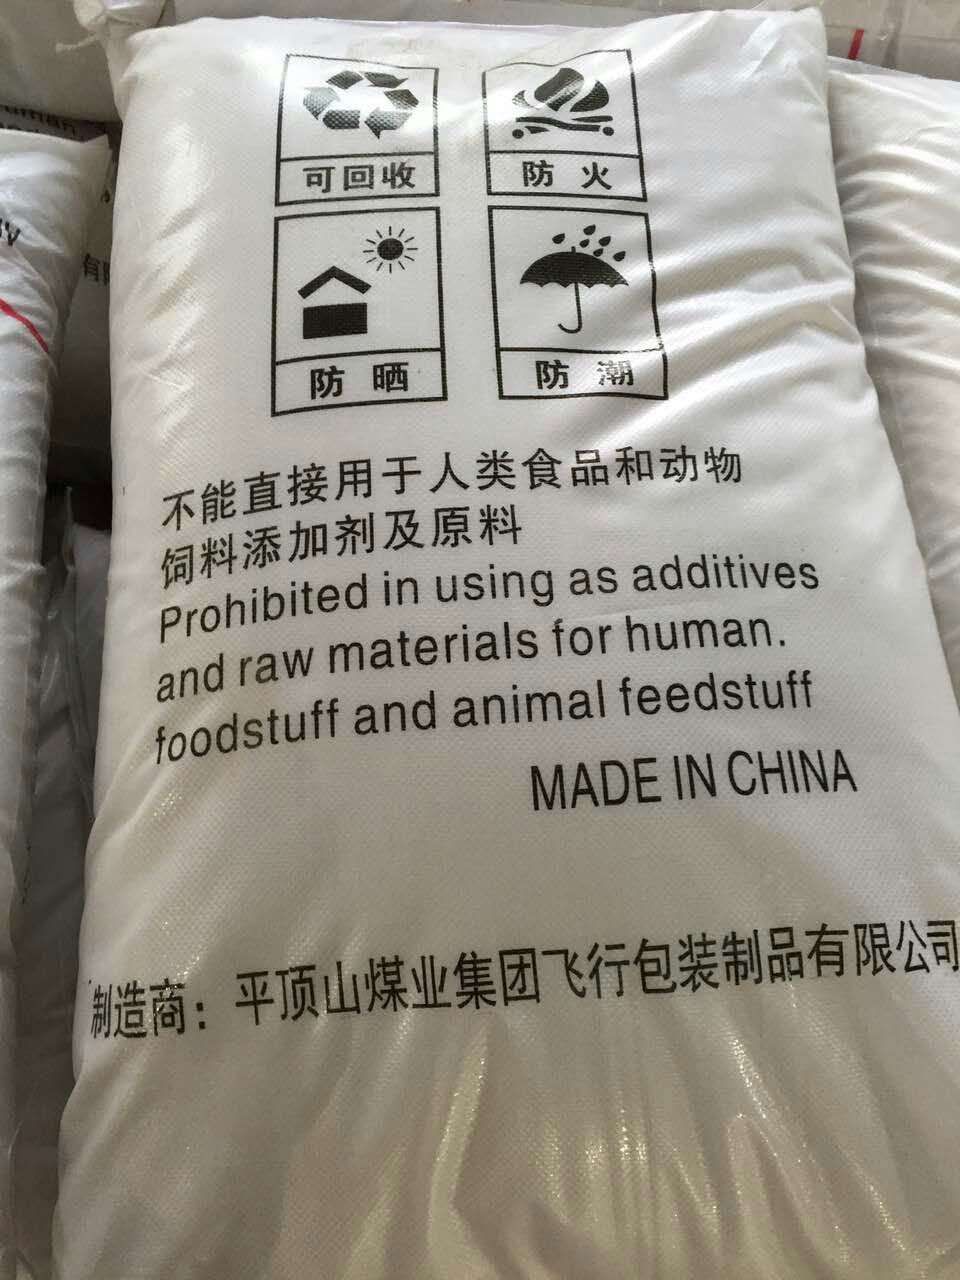 可回收
防火
防晒
防潮
不能直接用于人类食品和动物
饲料添加剂及原料
Prohibited in using as additives
and raw materials for human.
foodstuff and animal feedstuff
MADE IN CHINA
制造商：平顶山煤业集团飞行包装制品有限公司